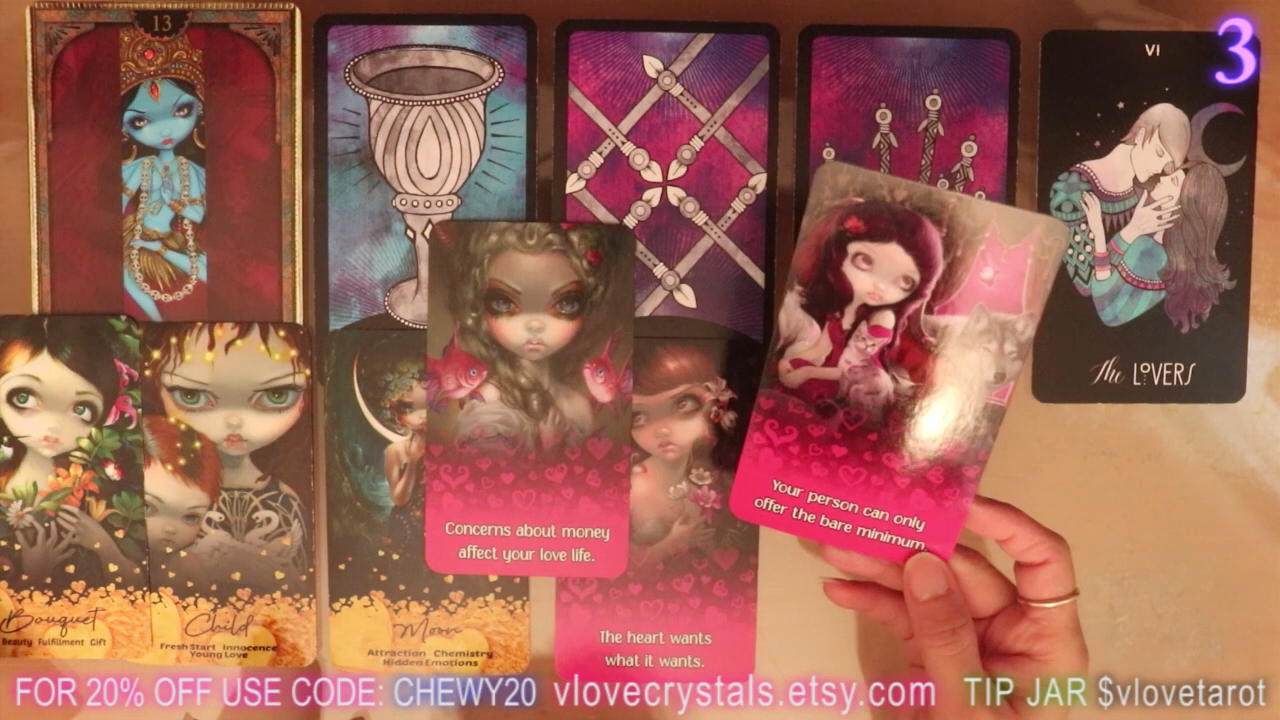 13
VI
3
The LOVERS
Your person can only
offer the bare minimum.
Concerns about money
affect your love life.
Bouquet
Beauty Fulfillment Gift
Child
Fresh Start Innocence
Young Love
Moon
Attraction Chemistry
Hidden Emotions
The heart wants
what it wants.
FOR 20% OFF USE CODE: CHEWY20 vlovecrystals.etsy.com TIP JAR $vlovetarot